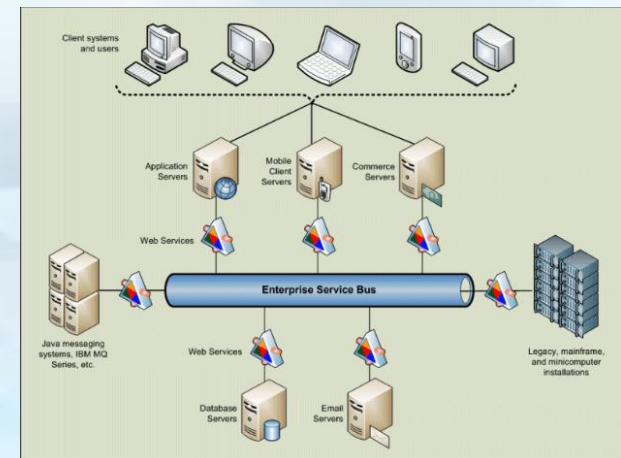 Client systems
and users
Application
Servers
Mobile
Client
Servers
Commerce
Servers
Web Services
Enterprise Service Bus
Java messaging
systems, IBM MQ
Series, etc.
Web Services
Legacy, mainframe,
and minicomputer
installations
Database
Servers
Email
Servers